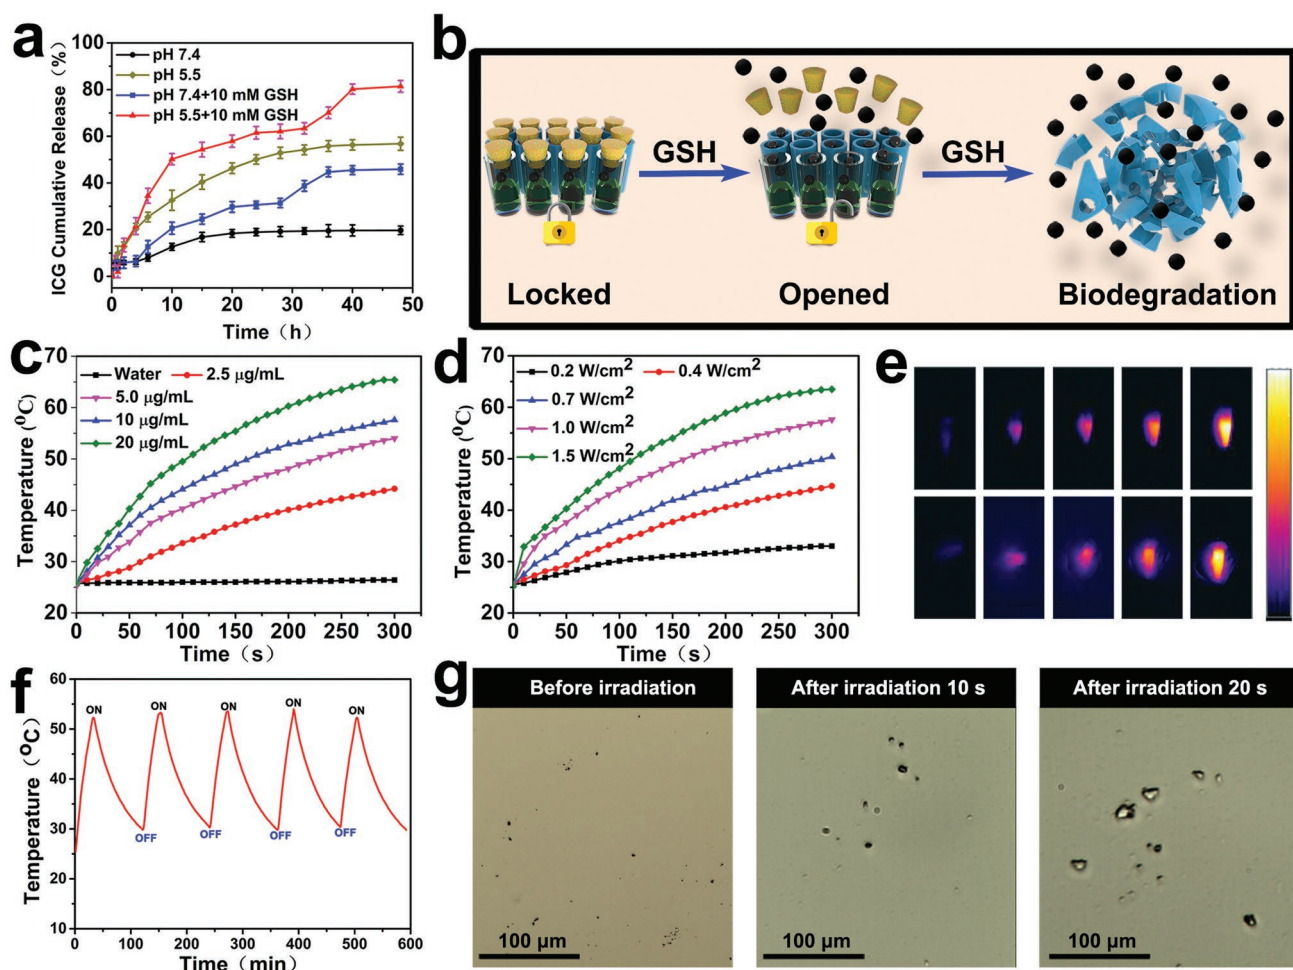 a
ICG Cumulative Release (%)
100
80
60
40
20
0
pH 7.4
pH 5.5
pH 7.4+10 mM GSH
pH 5.5+10 mM GSH
0 10 20 30 40 50
Time (h)
b
GSH
GSH
Locked
Opened
Biodegradation
c
Temperature (⁰C)
70
60
50
40
30
20
Water
2.5 μg/mL
5.0 μg/mL
10 μg/mL
20 μg/mL
0 50 100 150 200 250 300
Time (s)
d
Temperature (⁰C)
70
60
50
40
30
20
0.2 W/cm²
0.4 W/cm²
0.7 W/cm²
1.0 W/cm²
1.5 W/cm²
0 50 100 150 200 250 300
Time (s)
e
f
Temperature (⁰C)
60
50
40
30
20
10
ON ON ON ON ON
OFF OFF OFF OFF
0 100 200 300 400 500 600
Time (min)
g
Before irradiation
100 μm
After irradiation 10 s
100 μm
After irradiation 20 s
100 μm